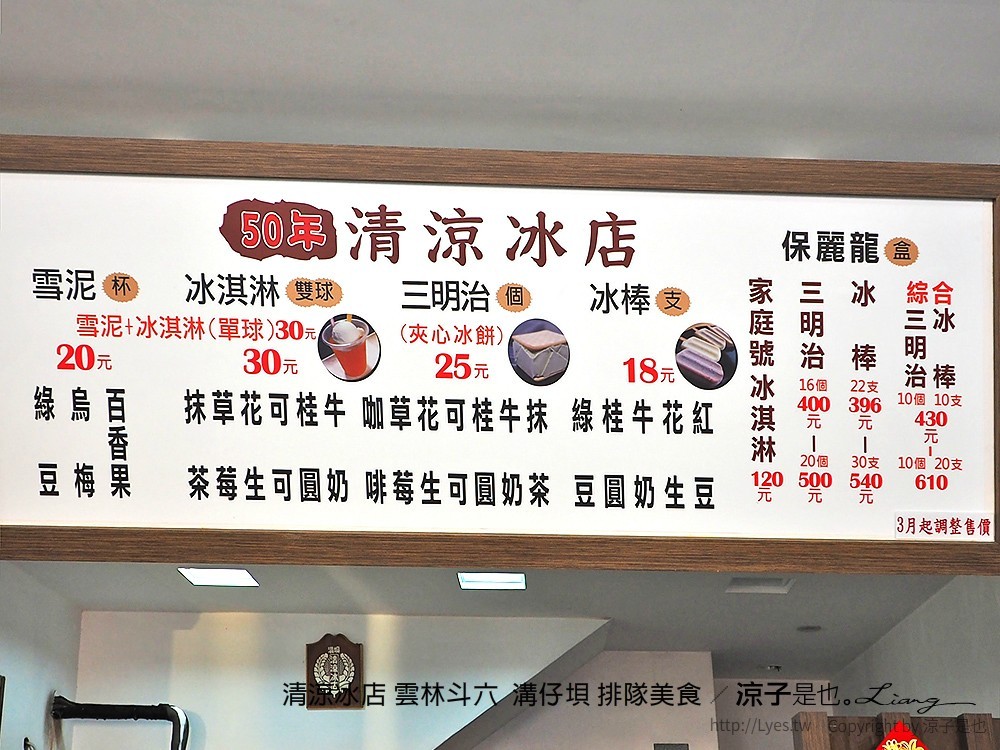 50年 清涼冰店
雪泥 杯
雪泥+冰淇淋(單球)30元
20元
綠豆
烏梅
百香果
冰淇淋 雙球
30元
抹茶
草莓
花生
可可
桂圓
牛奶
三明治 個
(夾心冰餅)
25元
咖啡
草莓
花生
可可
桂圓
牛奶
抹茶
冰棒 支
18元
綠豆
桂圓
牛奶
花生
紅豆
保麗龍 盒
家庭號冰淇淋
120元
三明治
16個
400元
|
20個
500元
冰棒
22支
396元
|
30支
540元
綜合
三明治 冰棒
10個 10支
430元
|
10個 20支
610
3月起調整售價
清涼冰店 雲林斗六 溝仔垻 排隊美食 / 涼子是也。Liang
http://Lyes.tw Copyright by 涼子是也